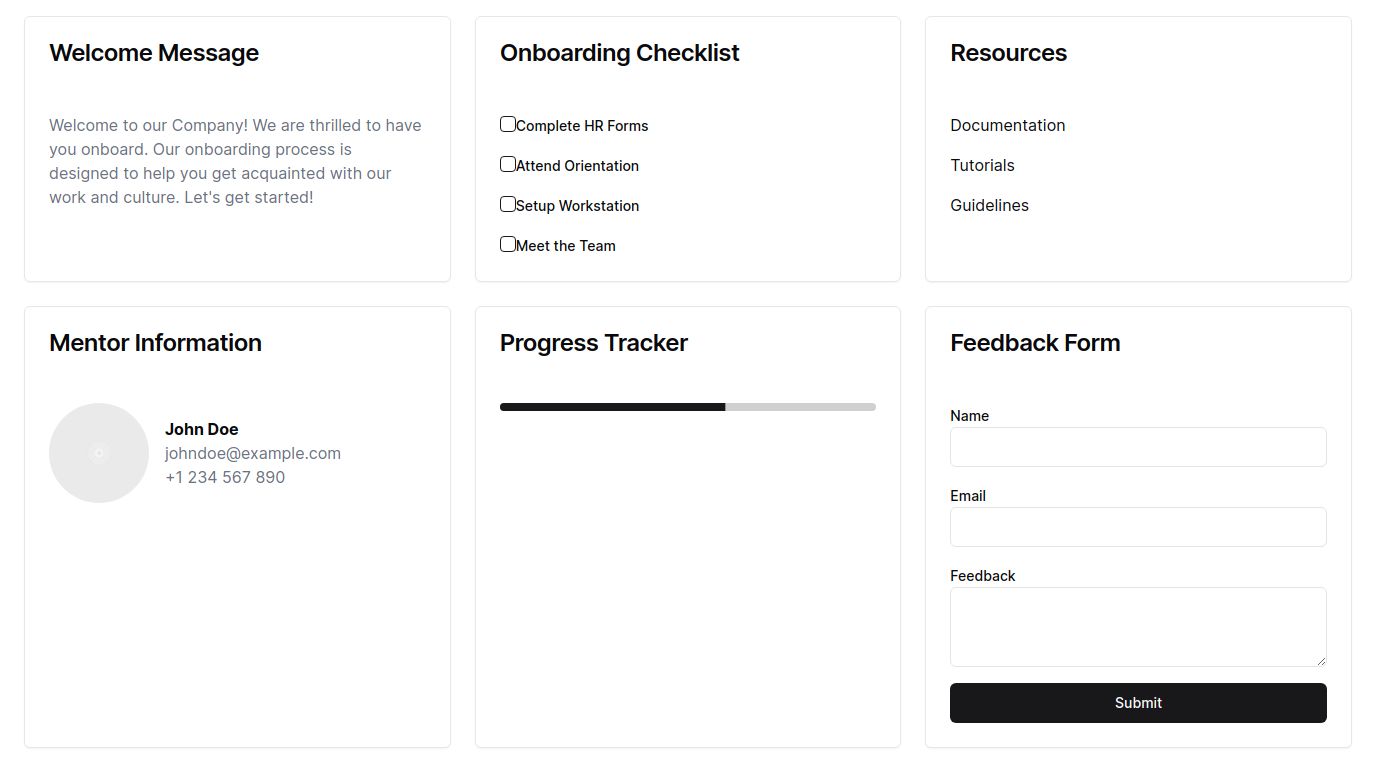 Welcome Message
Welcome to our Company! We are thrilled to have
you onboard. Our onboarding process is
designed to help you get acquainted with our
work and culture. Let's get started!
Onboarding Checklist
Complete HR Forms
Attend Orientation
Setup Workstation
Meet the Team
Resources
Documentation
Tutorials
Guidelines
Mentor Information
John Doe
johndoe@example.com
+1 234 567 890
Progress Tracker
Feedback Form
Name
Email
Feedback
Submit